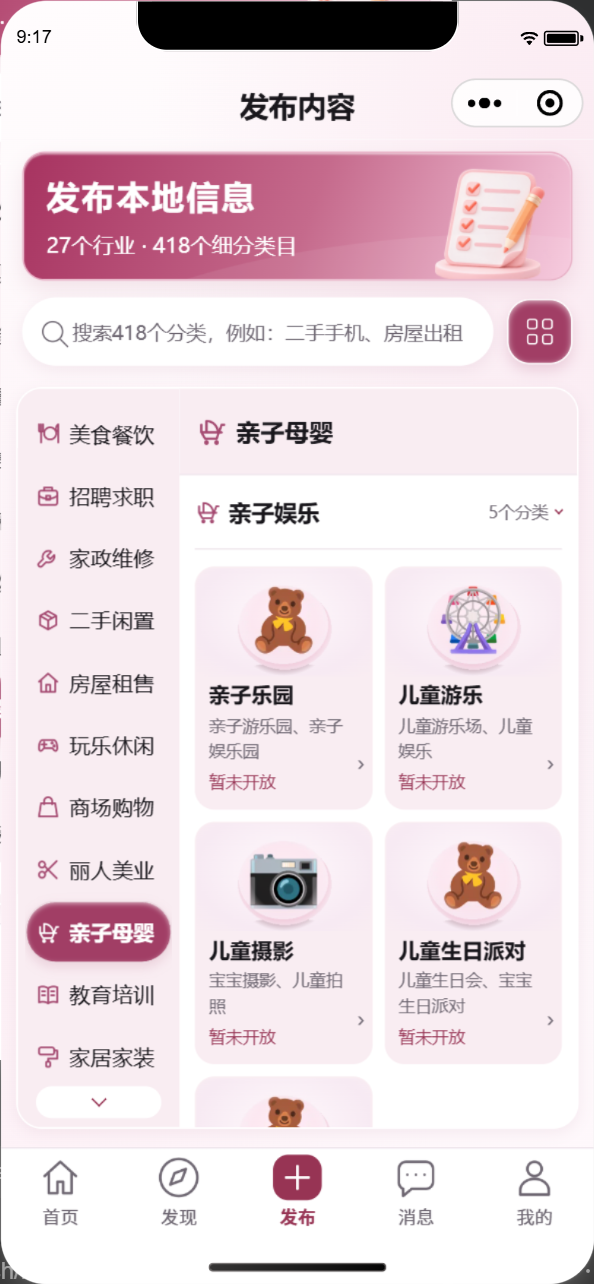 9:17
发布内容
发布本地信息
27个行业 · 418个细分类目
搜索418个分类，例如：二手手机、房屋出租
美食餐饮
招聘求职
家政维修
二手闲置
房屋租售
玩乐休闲
商场购物
丽人美业
亲子母婴
教育培训
家居家装
亲子母婴
亲子娱乐
5个分类
亲子乐园
亲子游乐园、亲子
娱乐园
暂未开放
儿童游乐
儿童游乐场、儿童
娱乐
暂未开放
儿童摄影
宝宝摄影、儿童拍
照
暂未开放
儿童生日派对
儿童生日会、宝宝
生日派对
暂未开放
首页
发现
发布
消息
我的